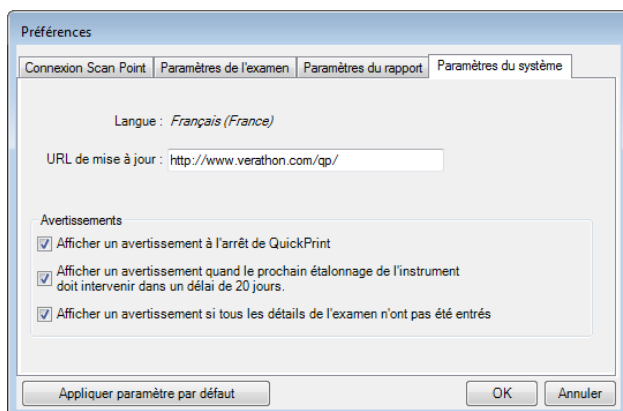 Préférences
Connexion Scan Point
Paramètres de l'examen
Paramètres du rapport
Paramètres du système
Langue : Français (France)
URL de mise à jour : http://www.verathon.com/qp/
Avertissements
Afficher un avertissement à l'arrêt de QuickPrint
Afficher un avertissement quand le prochain étalonnage de l'instrument
doit intervenir dans un délai de 20 jours.
Afficher un avertissement si tous les détails de l'examen n'ont pas été entrés
Appliquer paramètre par défaut
OK
Annuler